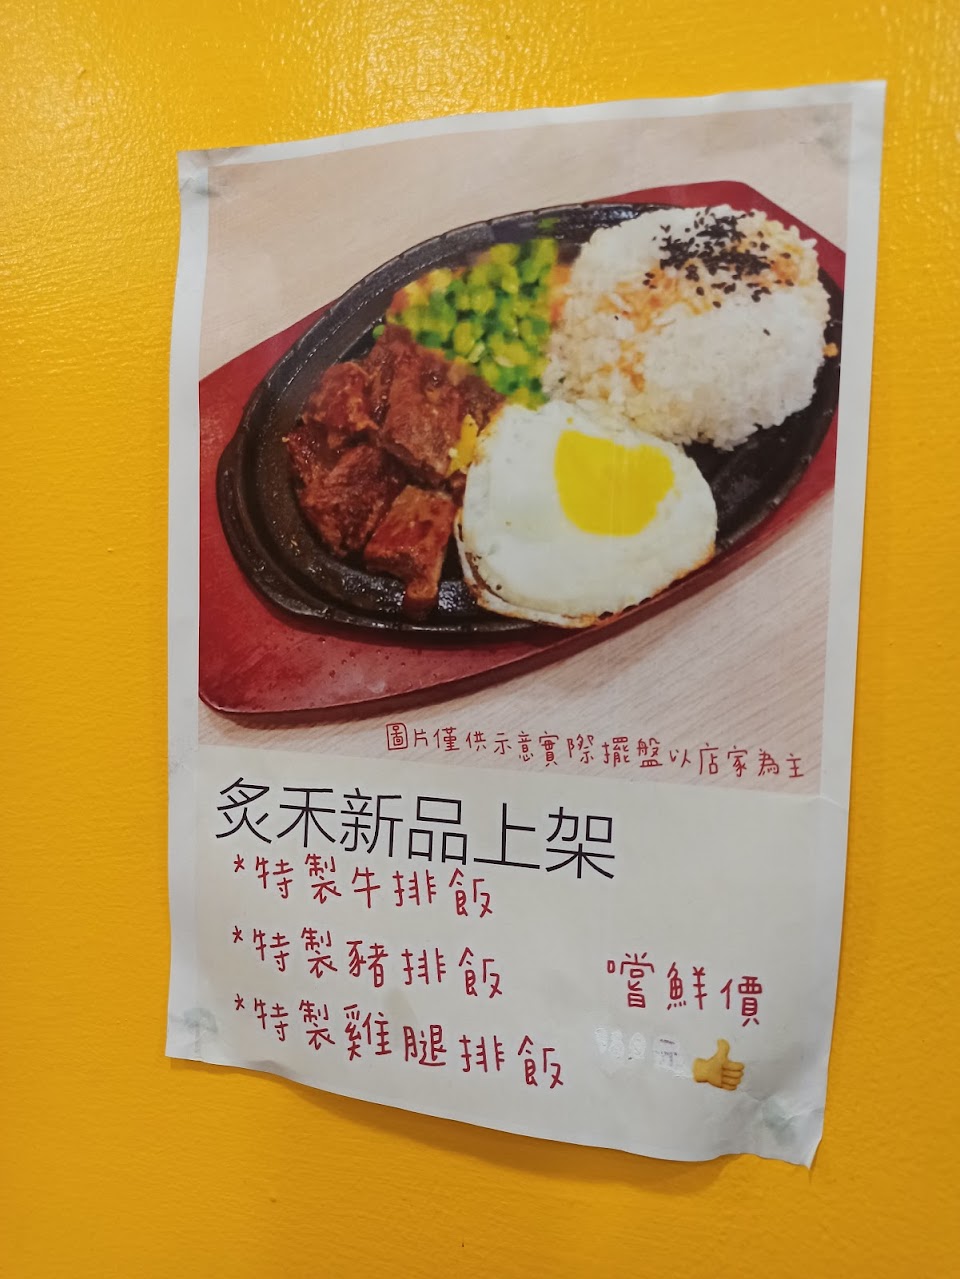 圖片僅供示意實際擺盤以店家為主
炙禾新品上架
*特製牛排飯
*特製豬排飯
*特製雞腿排飯
嚐鮮價
元